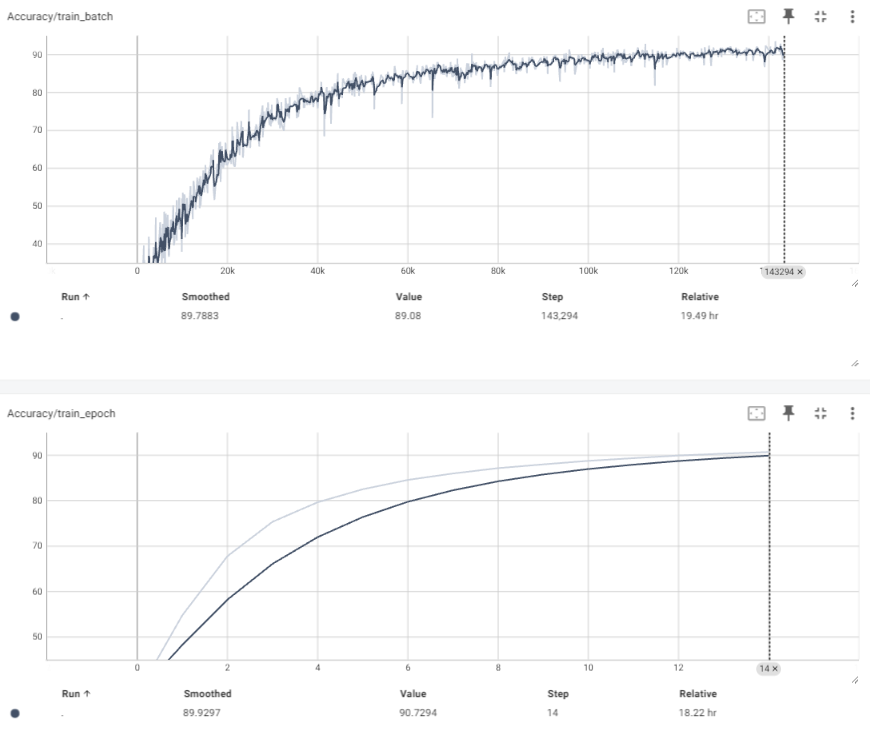 Accuracy/train_batch
90
80
70
60
50
40
0 20k 40k 60k 80k 100k 120k 143294 ×
Run ↑ Smoothed Value Step Relative
. 89.7883 89.08 143,294 19.49 hr
Accuracy/train_epoch
90
80
70
60
50
0 2 4 6 8 10 12 14 ×
Run ↑ Smoothed Value Step Relative
. 89.9297 90.7294 14 18.22 hr